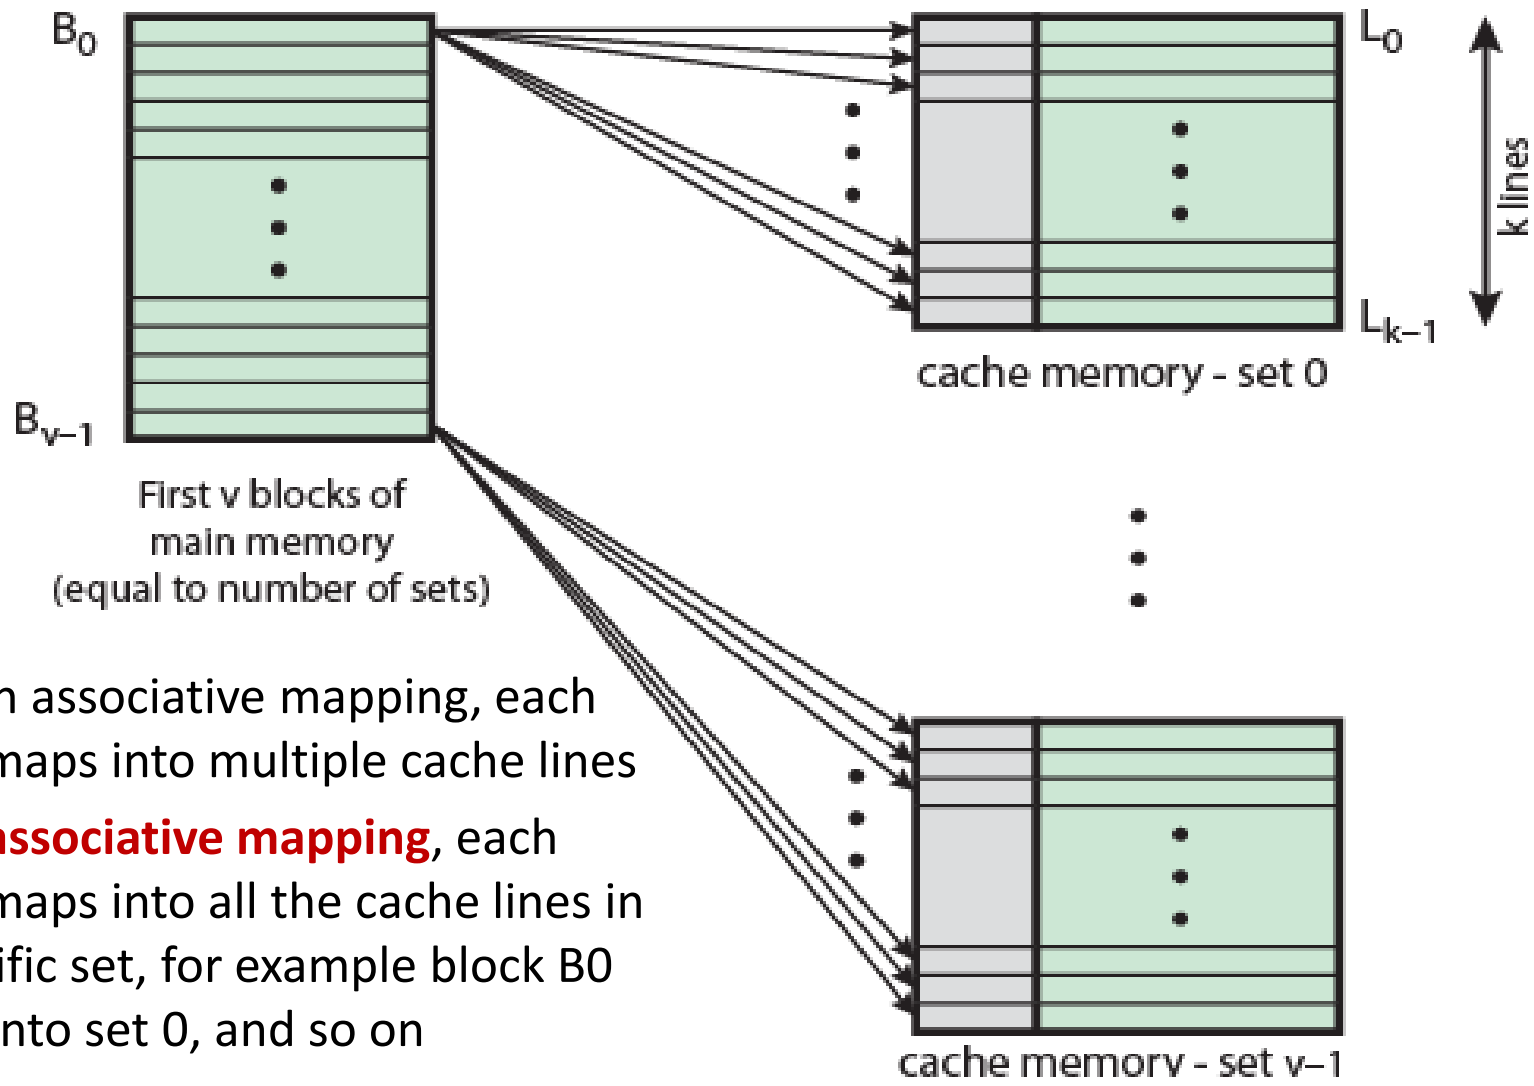 B0
L0
k lines
Lk–1
cache memory - set 0
Bv–1
First v blocks of
main memory
(equal to number of sets)
n associative mapping, each
maps into multiple cache lines
associative mapping, each
maps into all the cache lines in
ific set, for example block B0
nto set 0, and so on
cache memory - set v–1